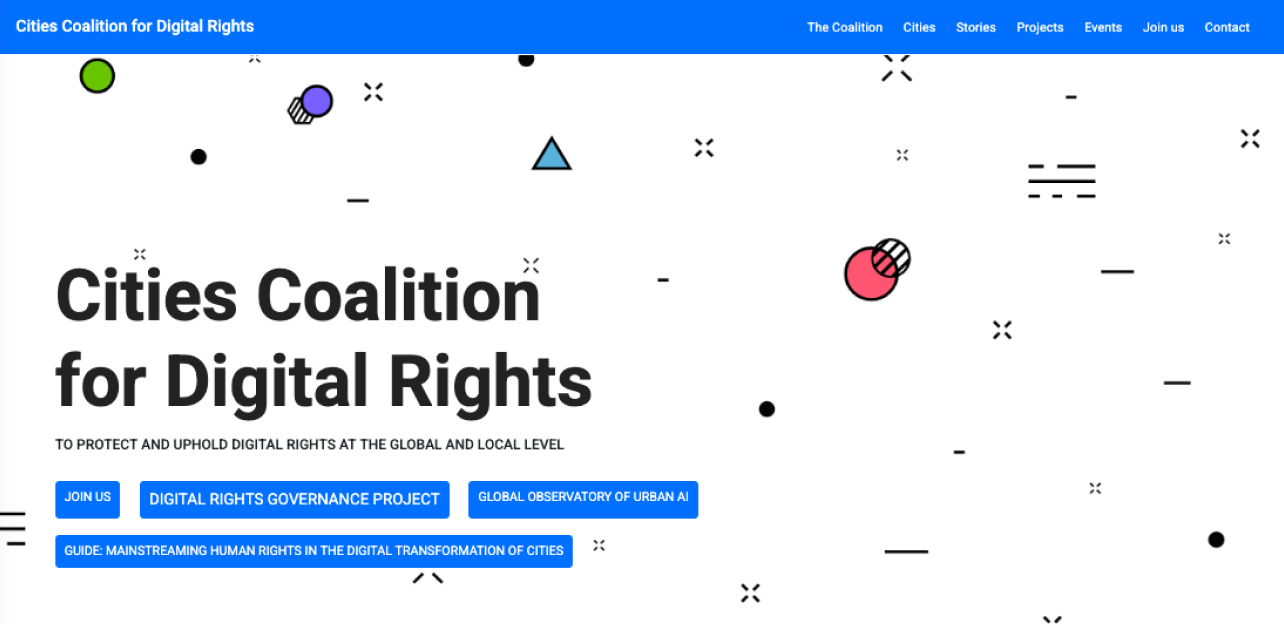 Cities Coalition for Digital Rights
The Coalition Cities Stories Projects Events Join us Contact
Cities Coalition
for Digital Rights
TO PROTECT AND UPHOLD DIGITAL RIGHTS AT THE GLOBAL AND LOCAL LEVEL
JOIN US
DIGITAL RIGHTS GOVERNANCE PROJECT
GLOBAL OBSERVATORY OF URBAN AI
GUIDE: MAINSTREAMING HUMAN RIGHTS IN THE DIGITAL TRANSFORMATION OF CITIES